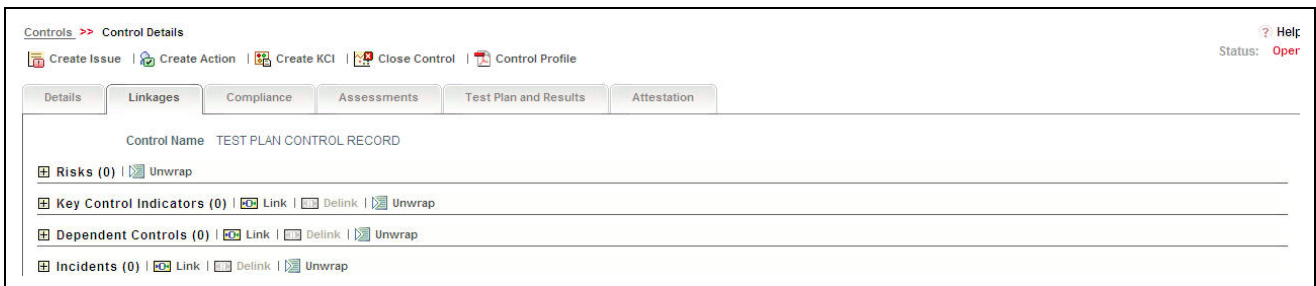 Controls >> Control Details
? Help
Create Issue | Create Action | Create KCI | Close Control | Control Profile
Status: Open
Details Linkages Compliance Assessments Test Plan and Results Attestation
Control Name TEST PLAN CONTROL RECORD
Risks (0) | Unwrap
Key Control Indicators (0) | Link | Delink | Unwrap
Dependent Controls (0) | Link | Delink | Unwrap
Incidents (0) | Link | Delink | Unwrap